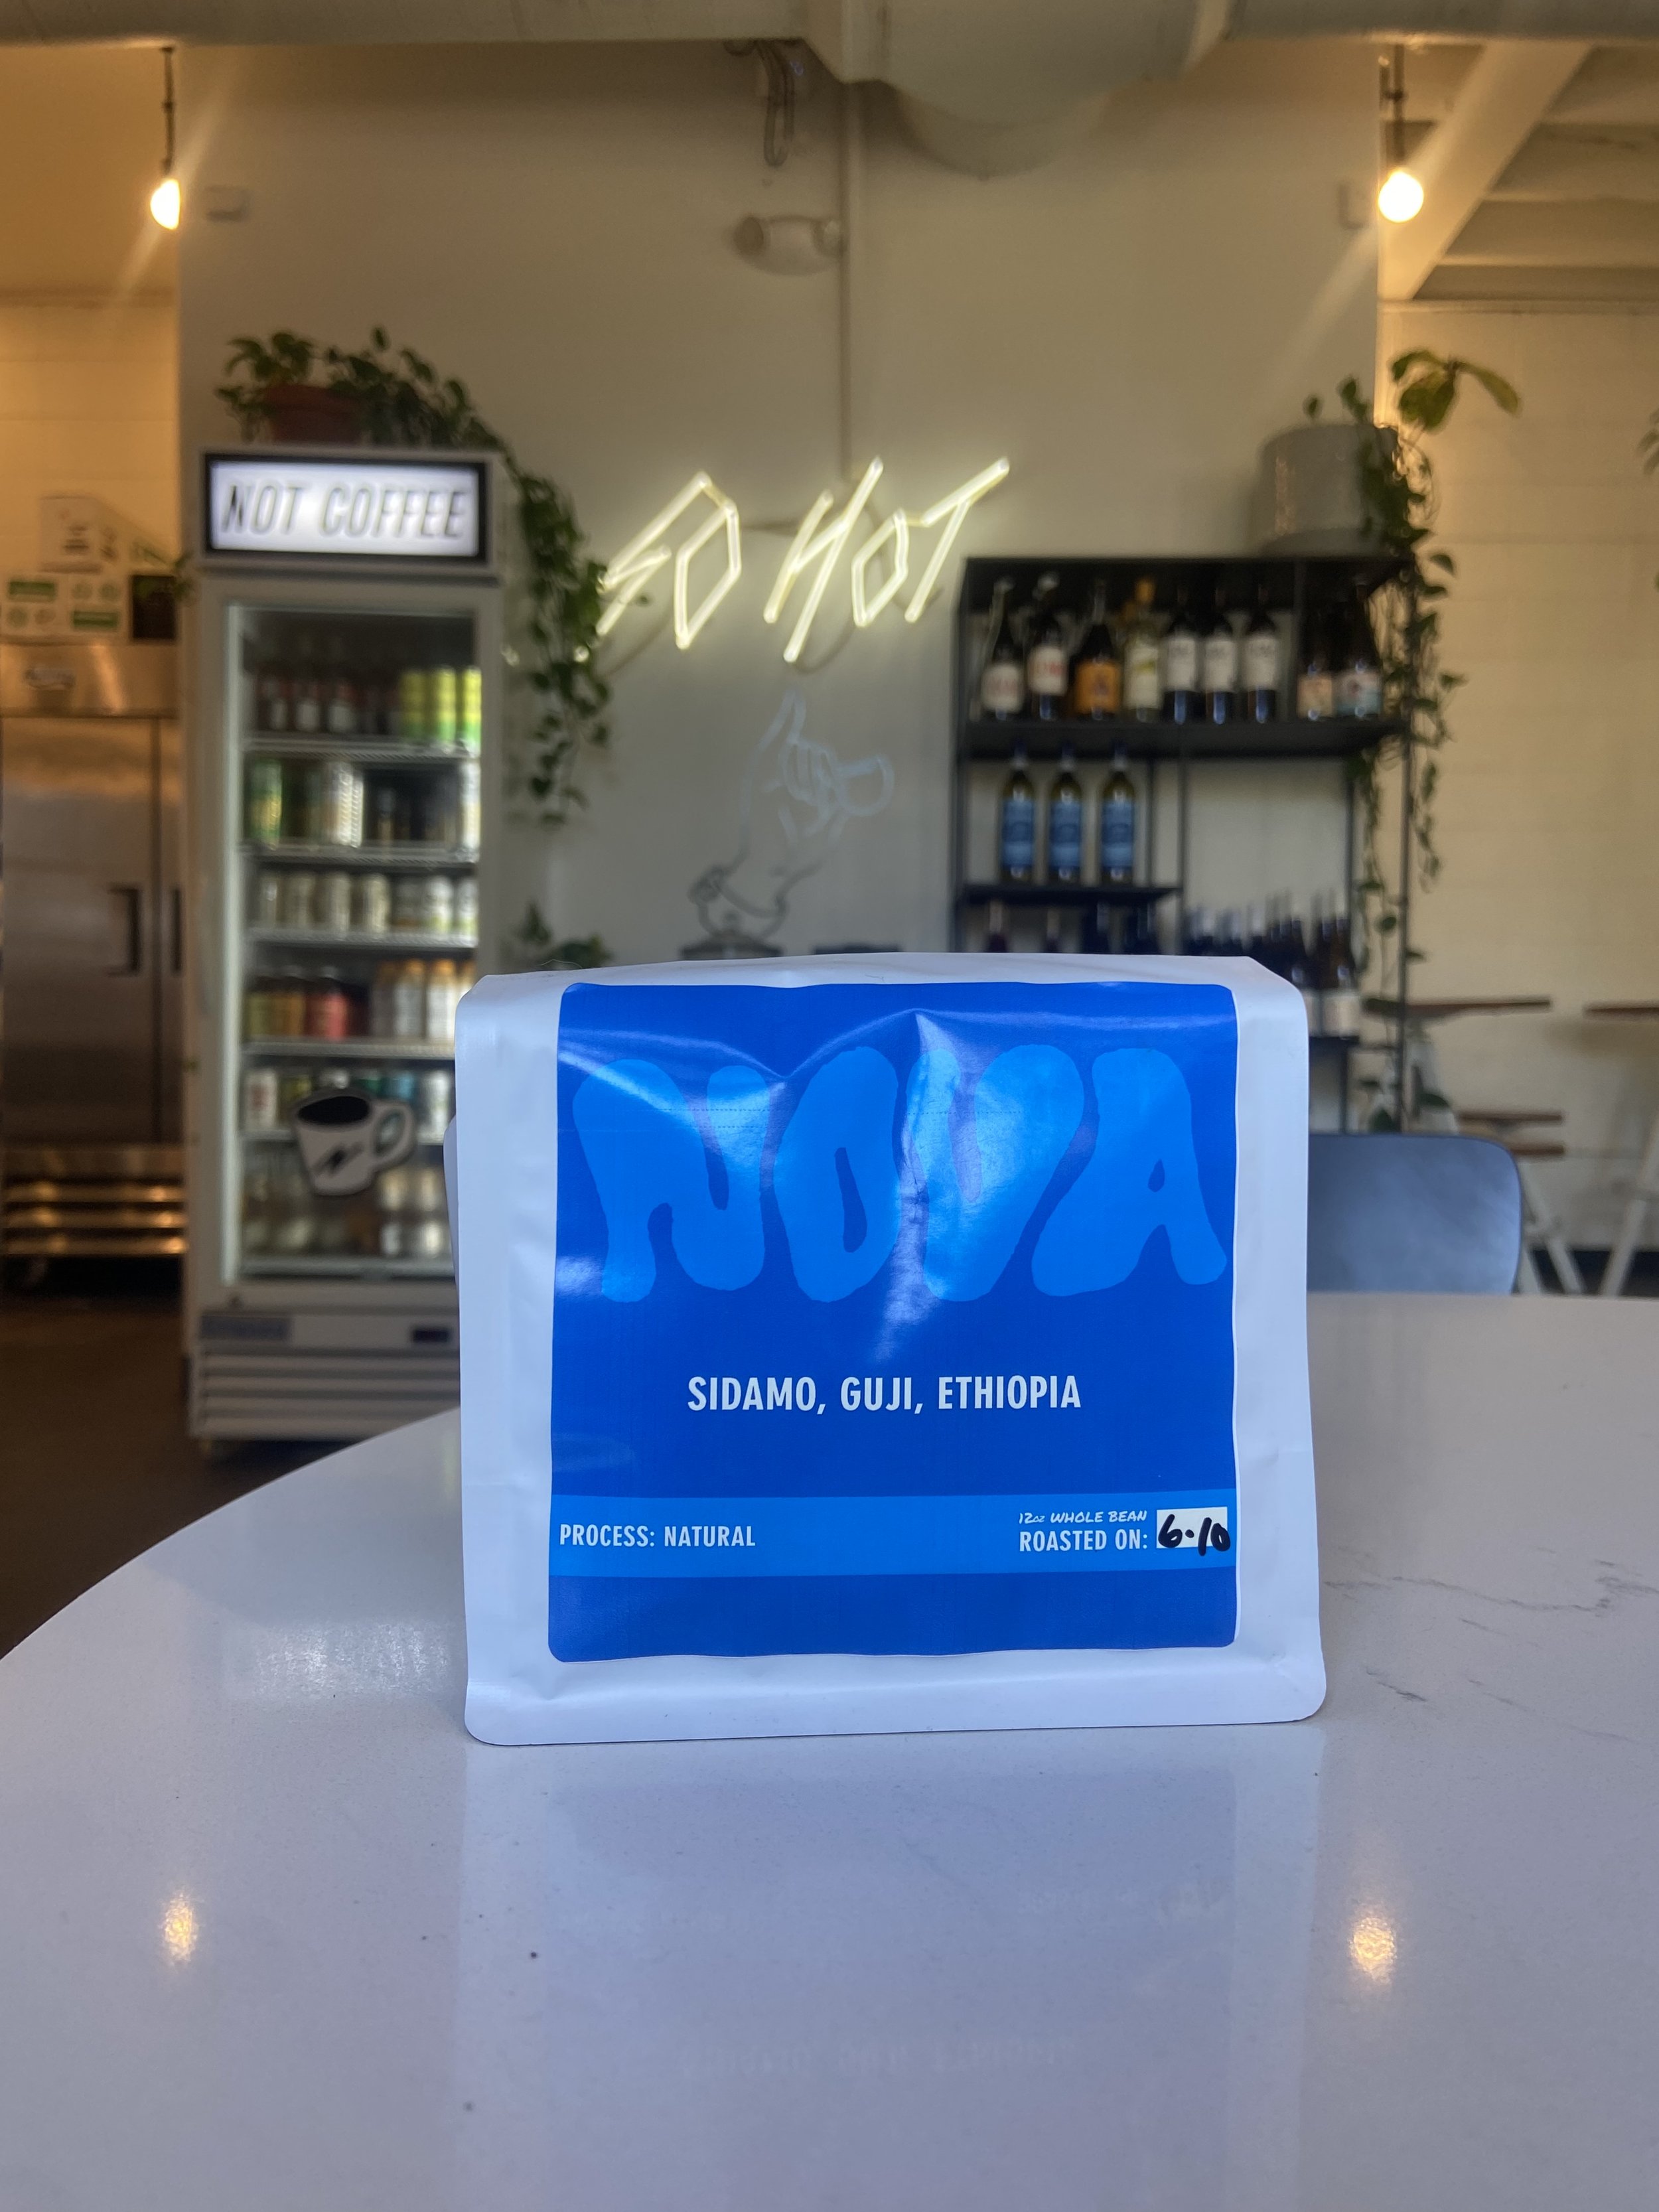 NOT COFFEE
SO HOT
NOVA
SIDAMO, GUJI, ETHIOPIA
PROCESS: NATURAL
12oz WHOLE BEAN
ROASTED ON: 6.10